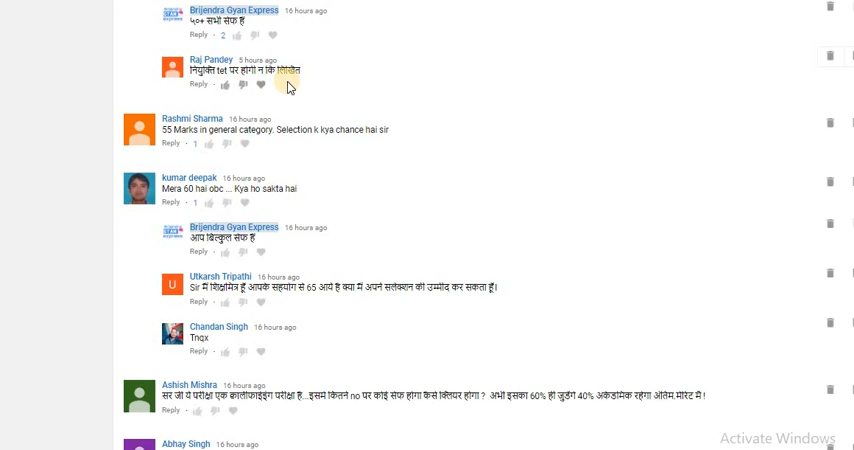 Brijendra Gyan Express 16 hours ago
५०+ सभी सेफ हैं
Reply · 2
Raj Pandey 5 hours ago
नियुक्ति tet पर होगी न कि लिखित
Reply ·
Rashmi Sharma 16 hours ago
55 Marks in general category. Selection k kya chance hai sir
Reply · 1
kumar deepak 16 hours ago
Mera 60 hai obc ... Kya ho sakta hai
Reply · 1
Brijendra Gyan Express 16 hours ago
आप बिल्कुल सेफ हैं
Reply ·
Utkarsh Tripathi 16 hours ago
U
Sir मैं शिक्षमित्र हूँ आपके सहयोग से 65 आये है क्या मैं अपने सलेक्शन की उम्मीद कर सकता हूँ।
Reply ·
Chandan Singh 16 hours ago
Tnqx
Reply ·
Ashish Mishra 16 hours ago
सर जी ये परीक्षा एक क्वालीफाइइंग परीक्षा है...इसमे कितने no पर कोई सेफ होगा कैसे क्लियर होगा ? अभी इसका 60% ही जुडेंगे 40% अकेडमिक रहेगा अंतिम.मेरिट मैं !
Reply ·
Activate Windows
Abhay Singh 16 hours ago